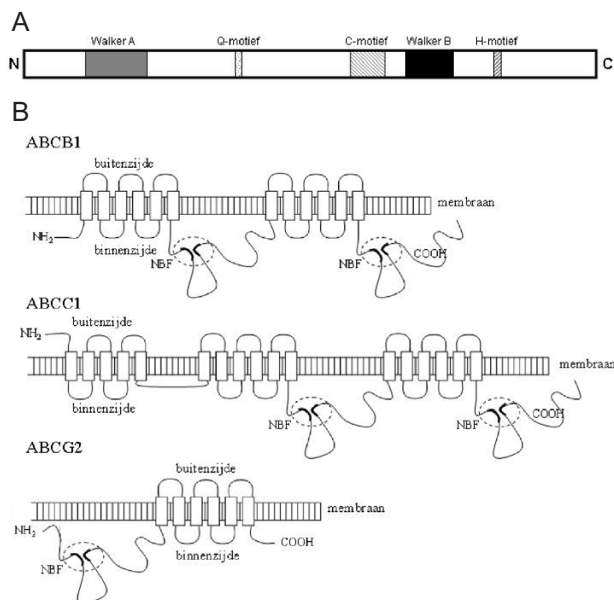 A
Walker A Q-motief C-motief Walker B H-motief
N C
B
ABCB1
buitenzijde
membraan
NH2 binnenzijde
NBF NBF COOH
ABCC1
NH2 buitenzijde
membraan
binnenzijde
NBF NBF COOH
ABCG2
buitenzijde
membraan
NH2 binnenzijde COOH
NBF